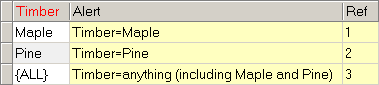 Timber Alert Ref
Maple Timber=Maple 1
Pine Timber=Pine 2
{ALL} Timber=anything (including Maple and Pine) 3